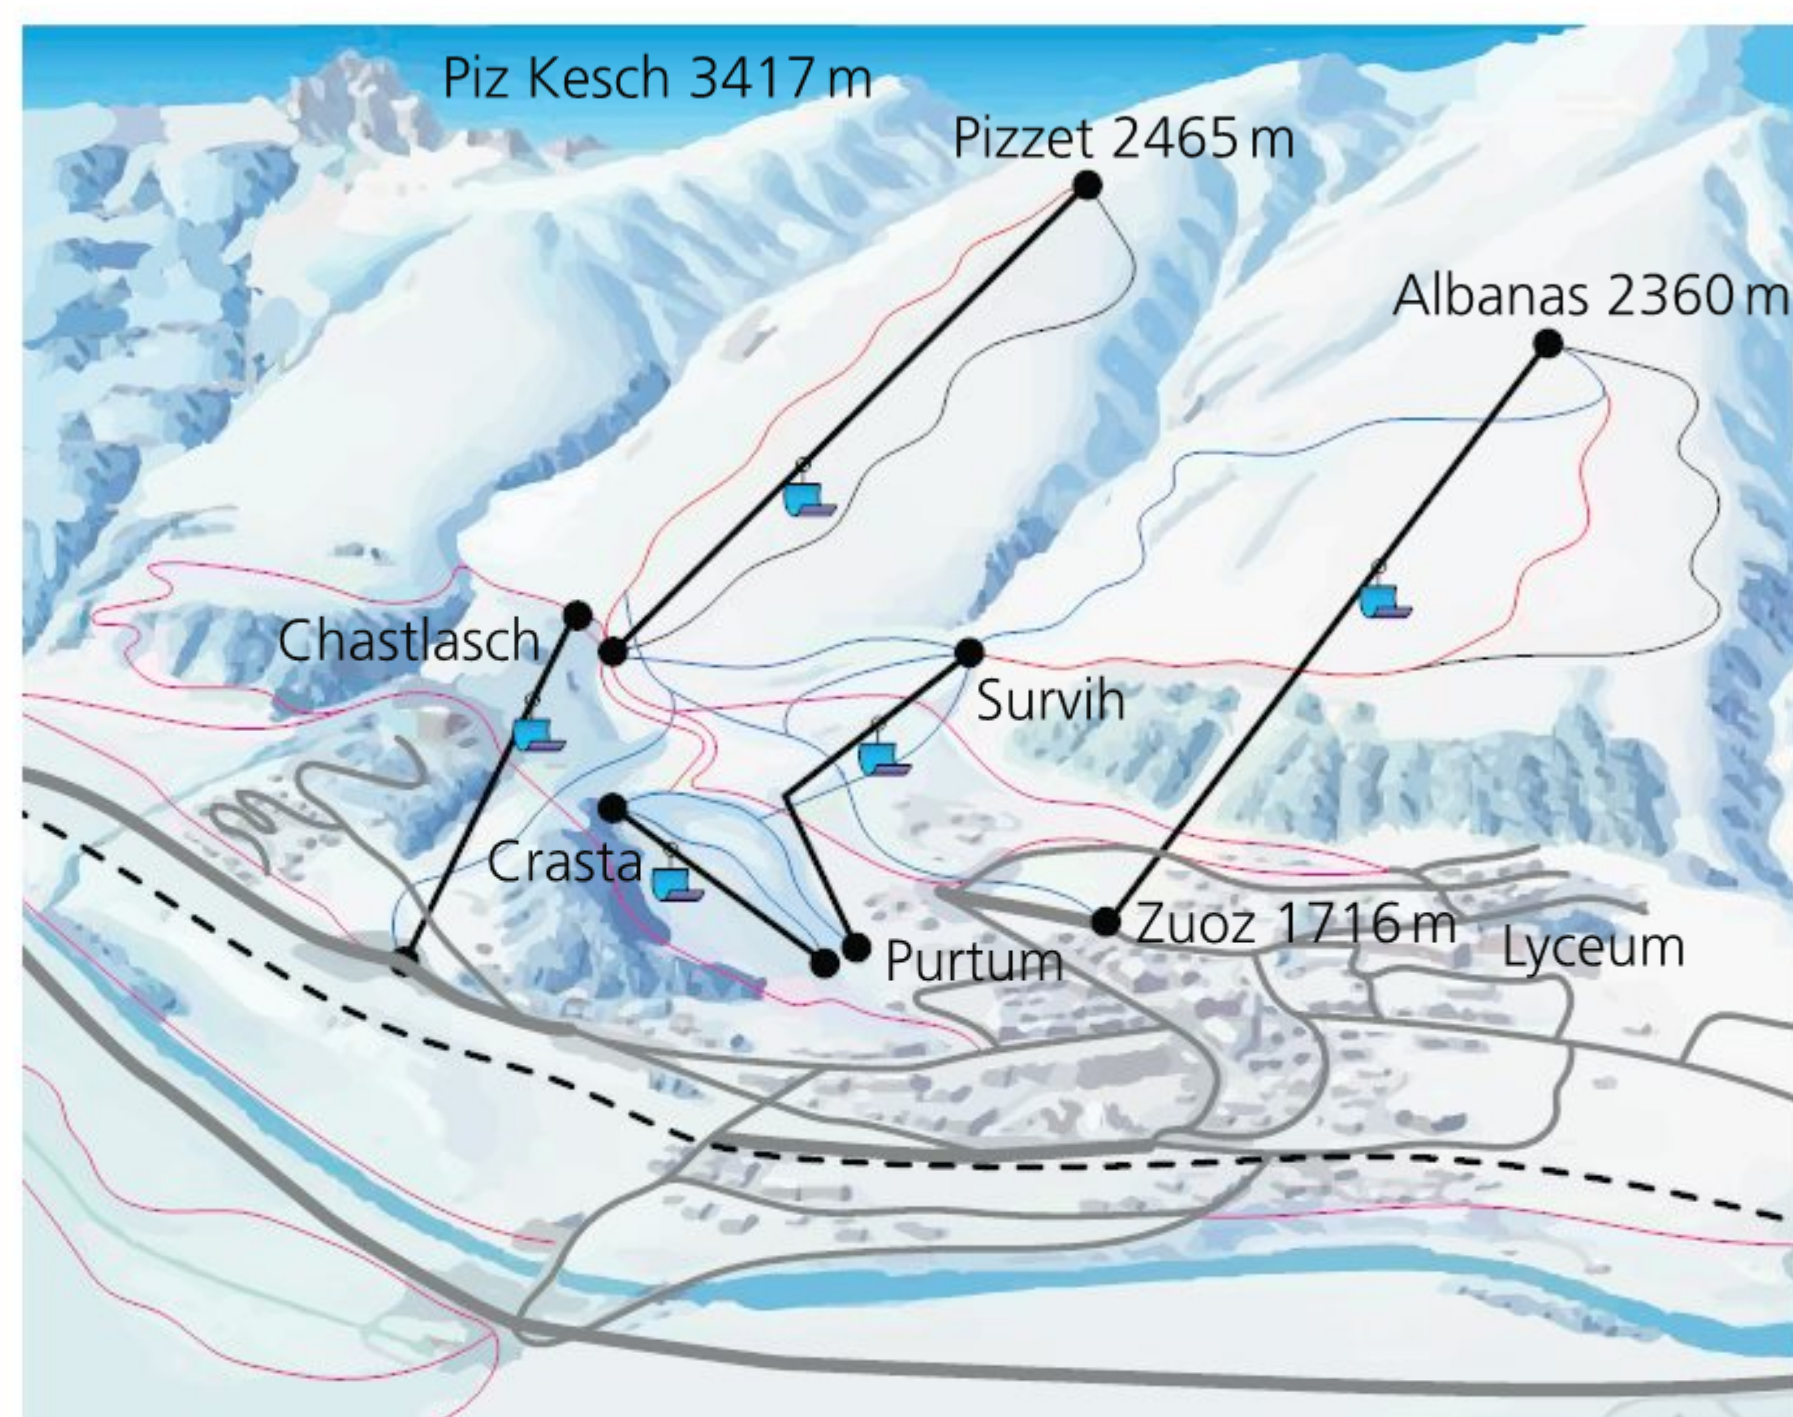 Piz Kesch 3417 m
Pizzet 2465 m
Albanas 2360 m
Chastlasch
Survih
Crasta
Purtum
Zuoz 1716 m
Lyceum